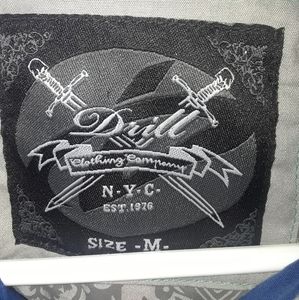 Drill
Clothing Company
N-Y-C-
EST.1976
SIZE -M-